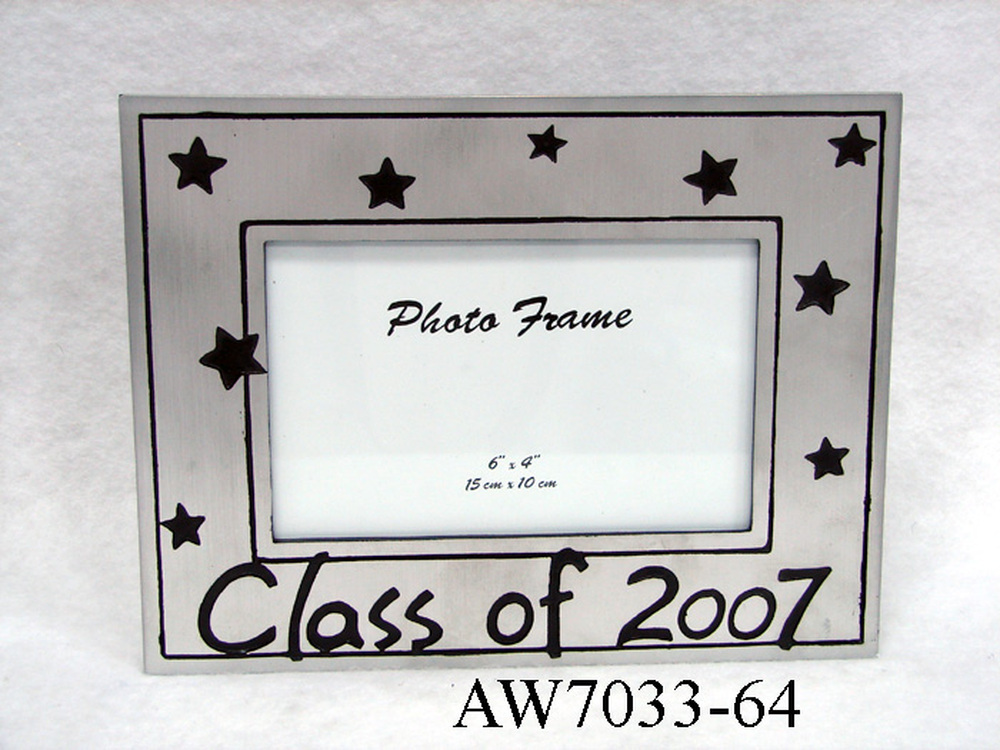 Photo Frame
6" x 4"
15 cm x 10 cm
Class of 2007
AW7033-64